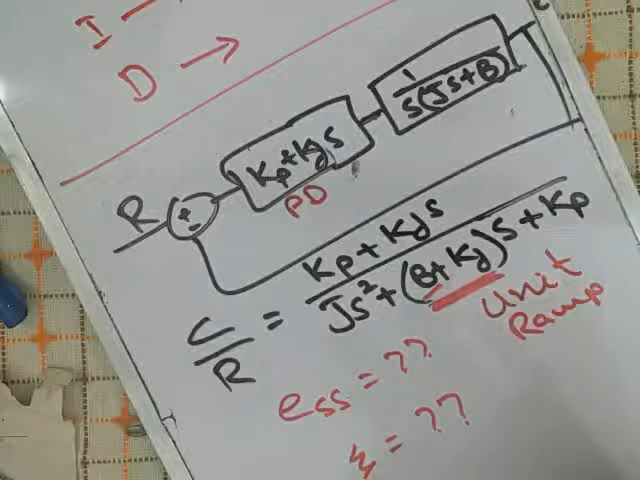 I —
D →
C
1
S(Js+B)
Kp+KdS
PD
R + -
Kp+KdS
C/R = Js²+(B+Kd)S+Kp
Unit
Ramp
ess = ??
ξ = ??